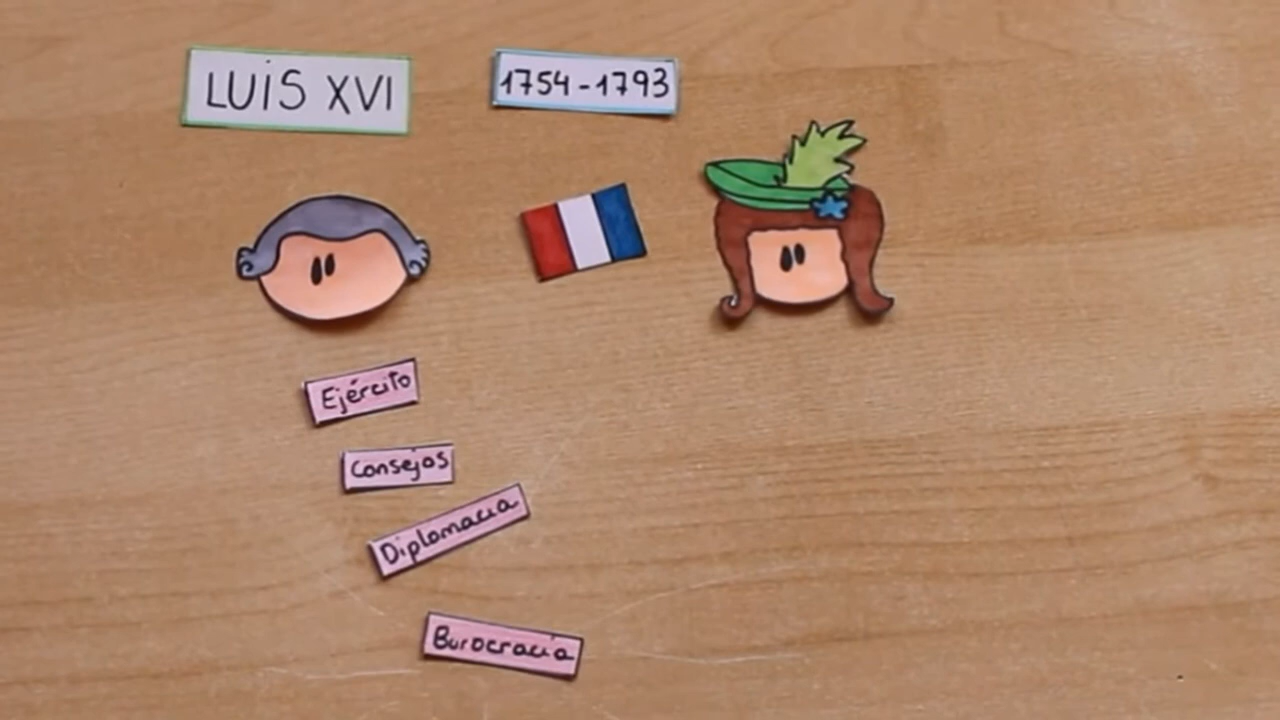 LUiS XVI
1754-1793
Ejército
Consejos
Diplomacia
Burocracia